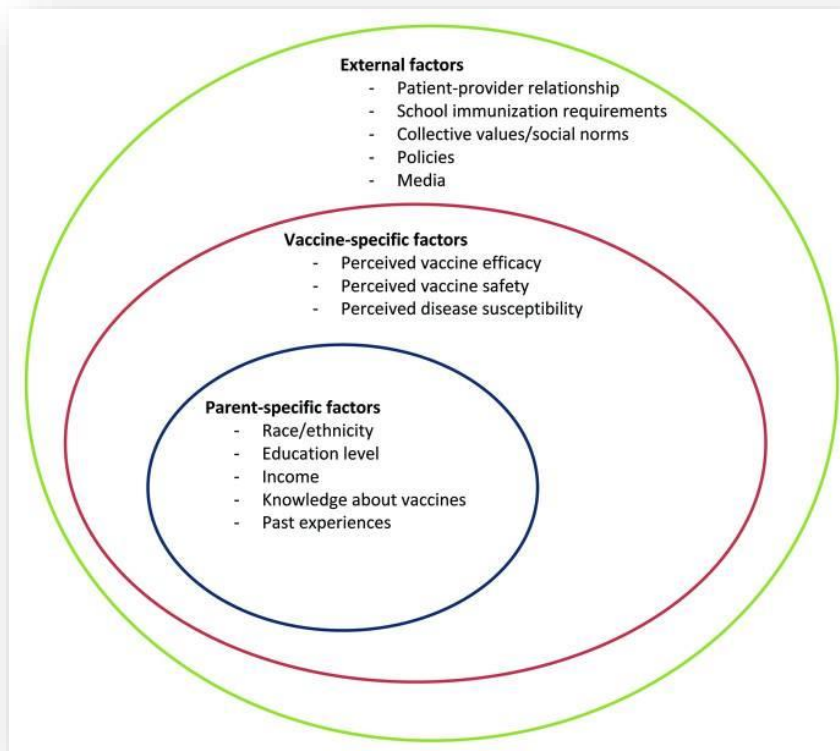 External factors
- Patient-provider relationship
- School immunization requirements
- Collective values/social norms
- Policies
- Media
Vaccine-specific factors
- Perceived vaccine efficacy
- Perceived vaccine safety
- Perceived disease susceptibility
Parent-specific factors
- Race/ethnicity
- Education level
- Income
- Knowledge about vaccines
- Past experiences